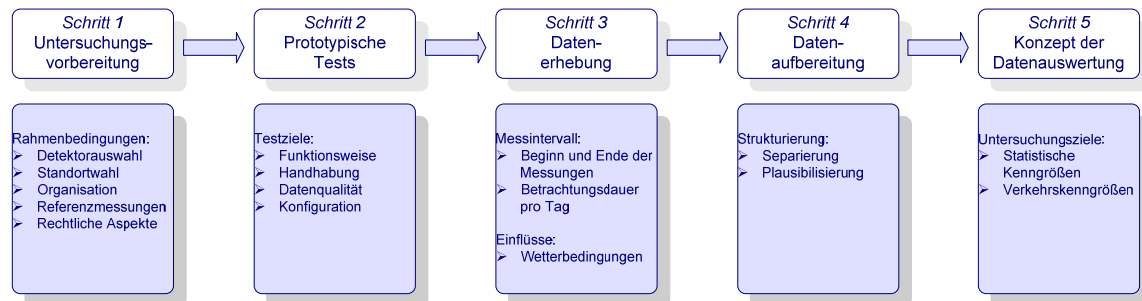 Schritt 1
Untersuchungs-
vorbereitung
Schritt 2
Prototypische
Tests
Schritt 3
Daten-
erhebung
Schritt 4
Daten-
aufbereitung
Schritt 5
Konzept der
Datenauswertung
Rahmenbedingungen:
➢ Detektorauswahl
➢ Standortwahl
➢ Organisation
➢ Referenzmessungen
➢ Rechtliche Aspekte
Testziele:
➢ Funktionsweise
➢ Handhabung
➢ Datenqualität
➢ Konfiguration
Messintervall:
➢ Beginn und Ende der
Messungen
➢ Betrachtungsdauer
pro Tag
Einflüsse:
➢ Wetterbedingungen
Strukturierung:
➢ Separierung
➢ Plausibilisierung
Untersuchungsziele:
➢ Statistische
Kenngrößen
➢ Verkehrskenngrößen